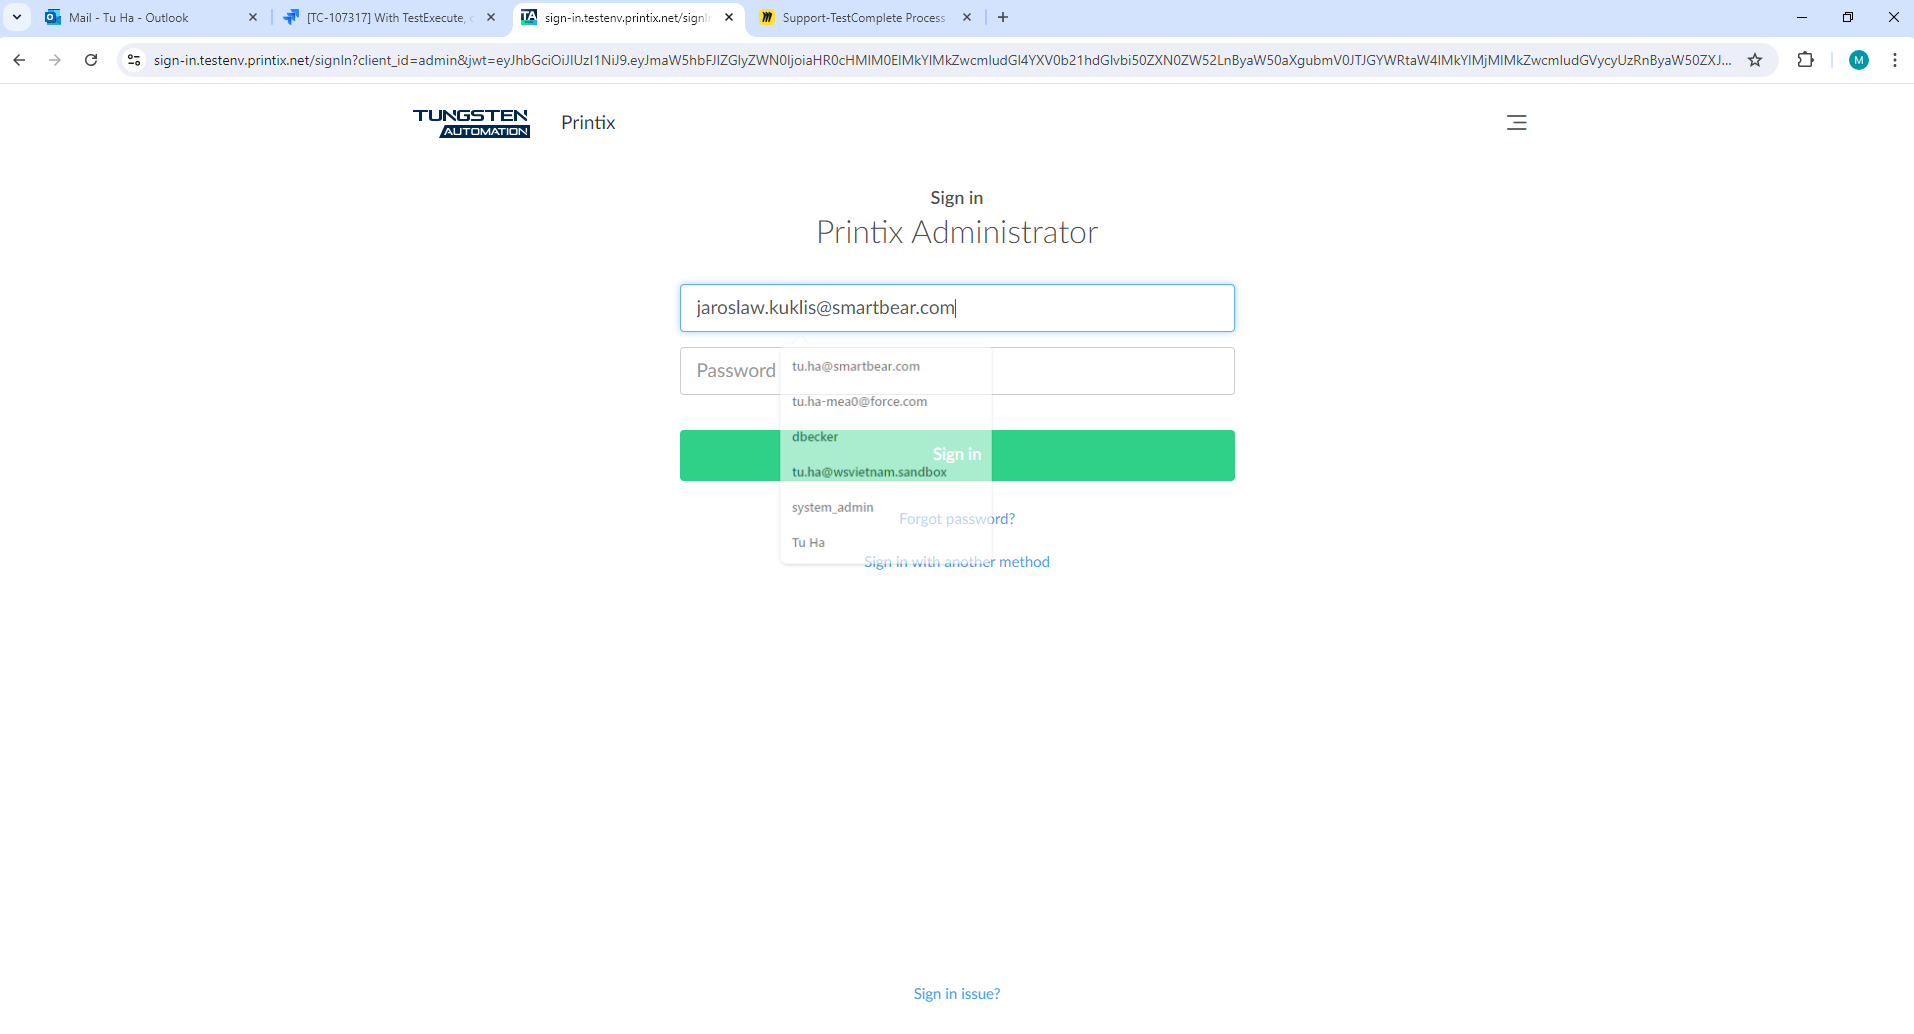 Mail - Tu Ha - Outlook
[TC-107317] With TestExecute,
sign-in.testenv.printix.net/signIn
Support-TestComplete Process
sign-in.testenv.printix.net/signIn?client_id=admin&jwt=eyJhbGciOiJIUzI1NiJ9.eyJmaW5hbFJlZGlyZWN0IjoiaHR0cHMlM0ElMkYlMkZwcmludGl4YXV0b21hdGlvbi50ZXN0ZW52LnByaW50aXgubmV0JTJGYWRtaW4lMkYlMjMlMkZwcmludGVycyUzRnByaW50ZXJ...
M
TUNGSTEN
AUTOMATION
Printix
Sign in
Printix Administrator
jaroslaw.kuklis@smartbear.com
Password
tu.ha@smartbear.com
tu.ha-mea0@force.com
dbecker
Sign in
tu.ha@wsvietnam.sandbox
system_admin
Forgot password?
Tu Ha
Sign in with another method
Sign in issue?